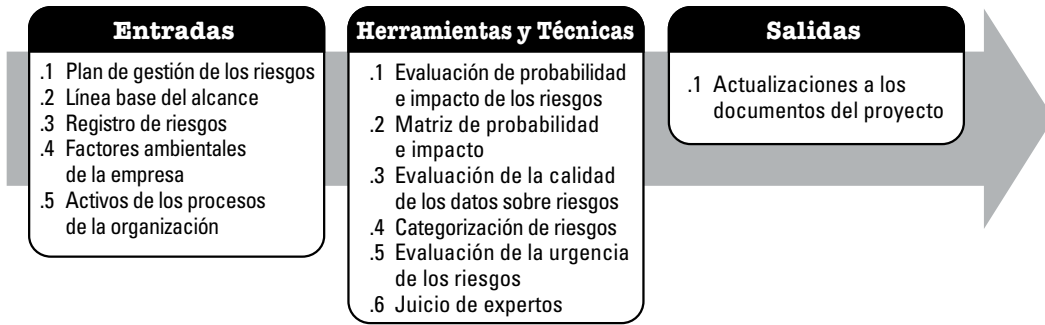 Entradas
.1 Plan de gestión de los riesgos
.2 Línea base del alcance
.3 Registro de riesgos
.4 Factores ambientales
de la empresa
.5 Activos de los procesos
de la organización
Herramientas y Técnicas
.1 Evaluación de probabilidad
e impacto de los riesgos
.2 Matriz de probabilidad
e impacto
.3 Evaluación de la calidad
de los datos sobre riesgos
.4 Categorización de riesgos
.5 Evaluación de la urgencia
de los riesgos
.6 Juicio de expertos
Salidas
.1 Actualizaciones a los
documentos del proyecto